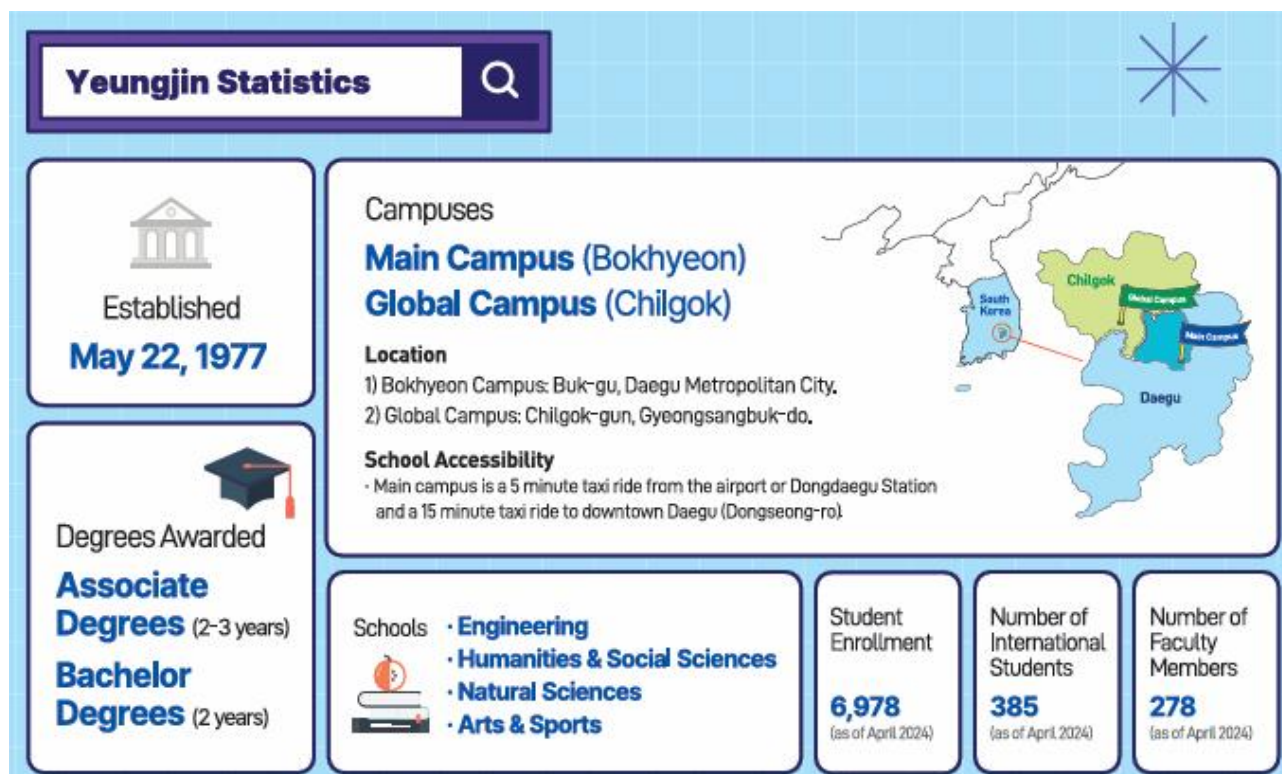 Yeungjin Statistics
Established
May 22, 1977
Campuses
Main Campus (Bokhyeon)
Global Campus (Chilgok)
Location
1) Bokhyeon Campus: Buk-gu, Daegu Metropolitan City.
2) Global Campus: Chilgok-gun, Gyeongsangbuk-do.
School Accessibility
· Main campus is a 5 minute taxi ride from the airport or Dongdaegu Station
and a 15 minute taxi ride to downtown Daegu (Dongseong-ro).
South
Korea
Chilgok
Global Campus
Main Campus
Daegu
Degrees Awarded
Associate
Degrees (2-3 years)
Bachelor
Degrees (2 years)
Schools
· Engineering
· Humanities & Social Sciences
· Natural Sciences
· Arts & Sports
Student
Enrollment
6,978
(as of April 2024)
Number of
International
Students
385
(as of April 2024)
Number of
Faculty
Members
278
(as of April 2024)